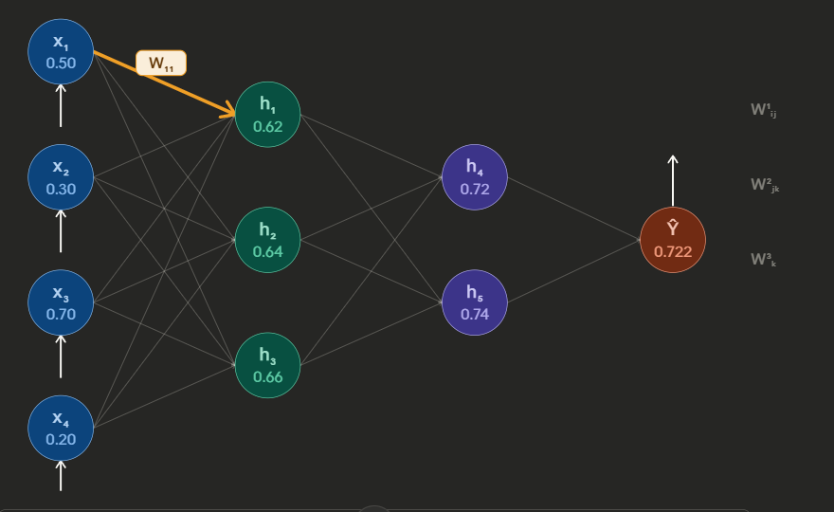 x₁
0.50
W₁₁
h₁
0.62
W¹ᵢⱼ
x₂
0.30
h₄
0.72
W²ⱼₖ
h₂
0.64
Ŷ
0.722
W³ₖ
x₃
0.70
h₅
0.74
h₃
0.66
x₄
0.20